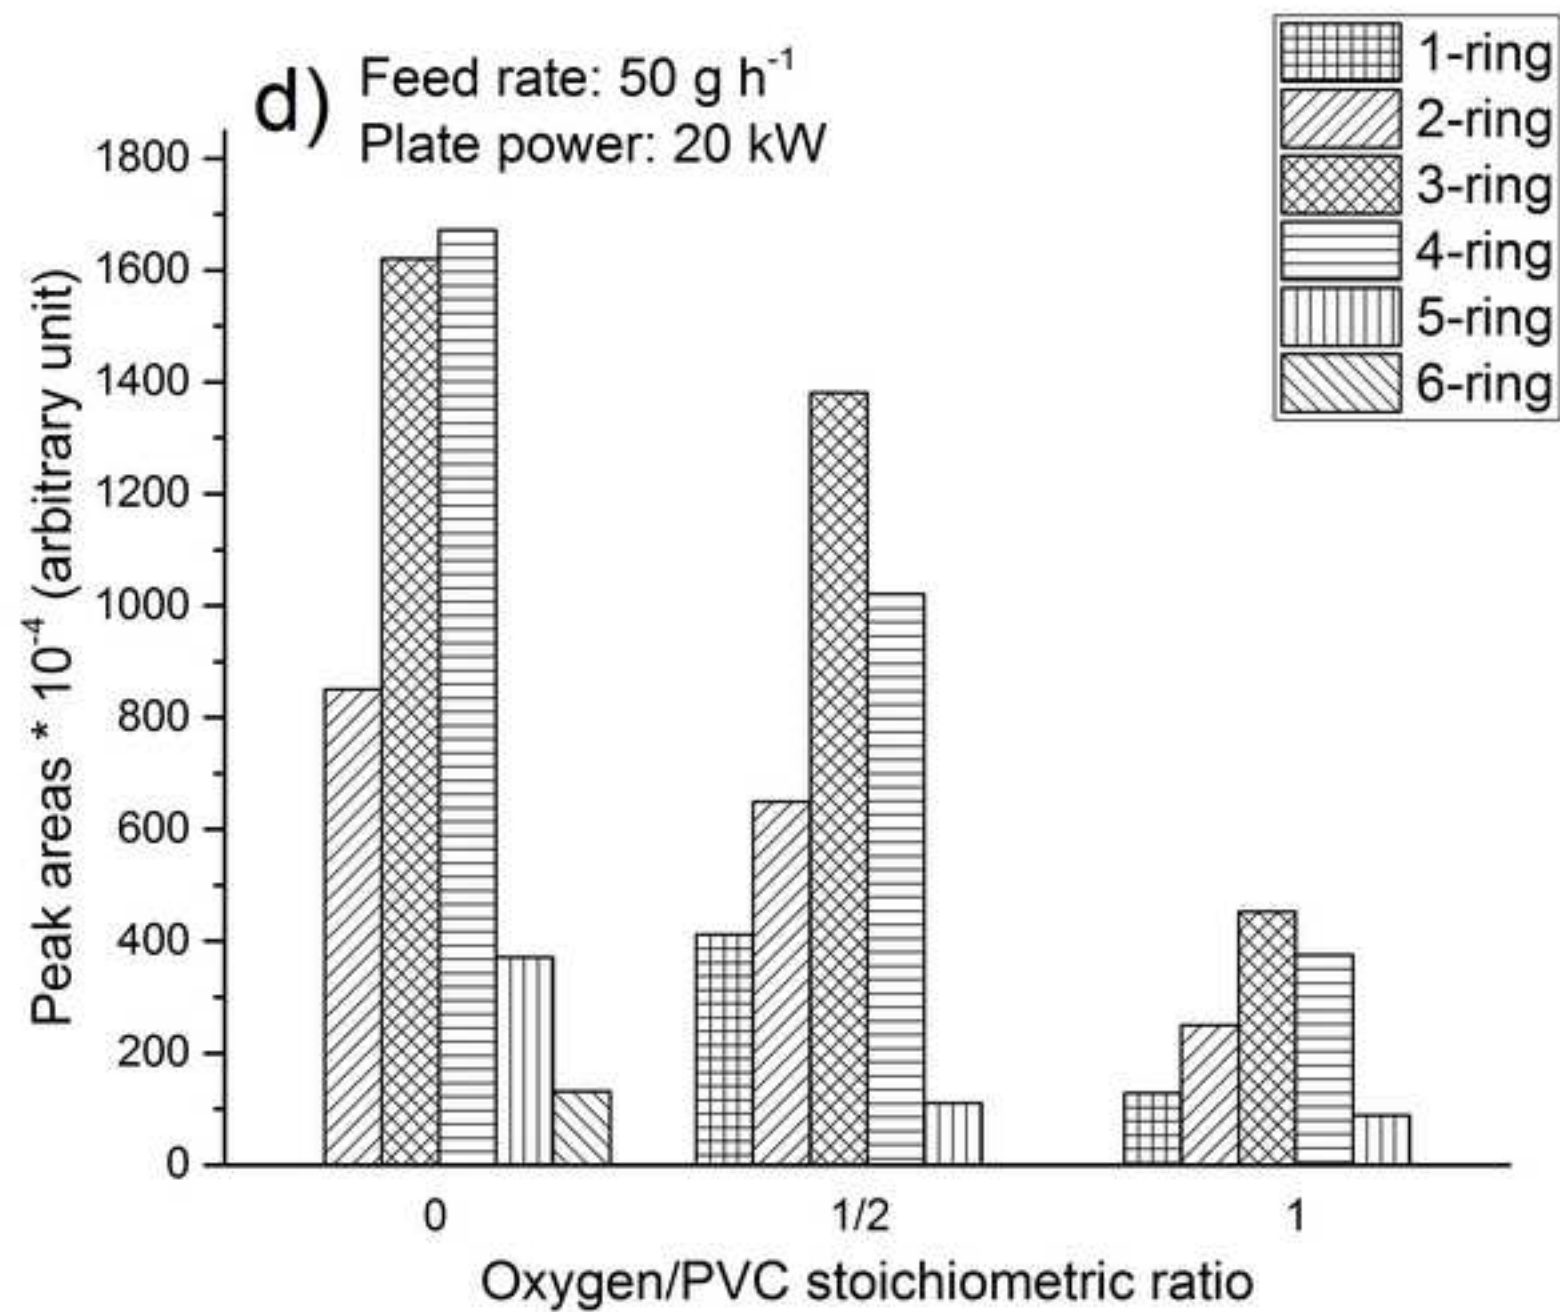 d)
Feed rate: 50 g h⁻¹
Plate power: 20 kW
1-ring
2-ring
3-ring
4-ring
5-ring
6-ring
Peak areas * 10⁻⁴ (arbitrary unit)
1800
1600
1400
1200
1000
800
600
400
200
0
0 1/2 1
Oxygen/PVC stoichiometric ratio